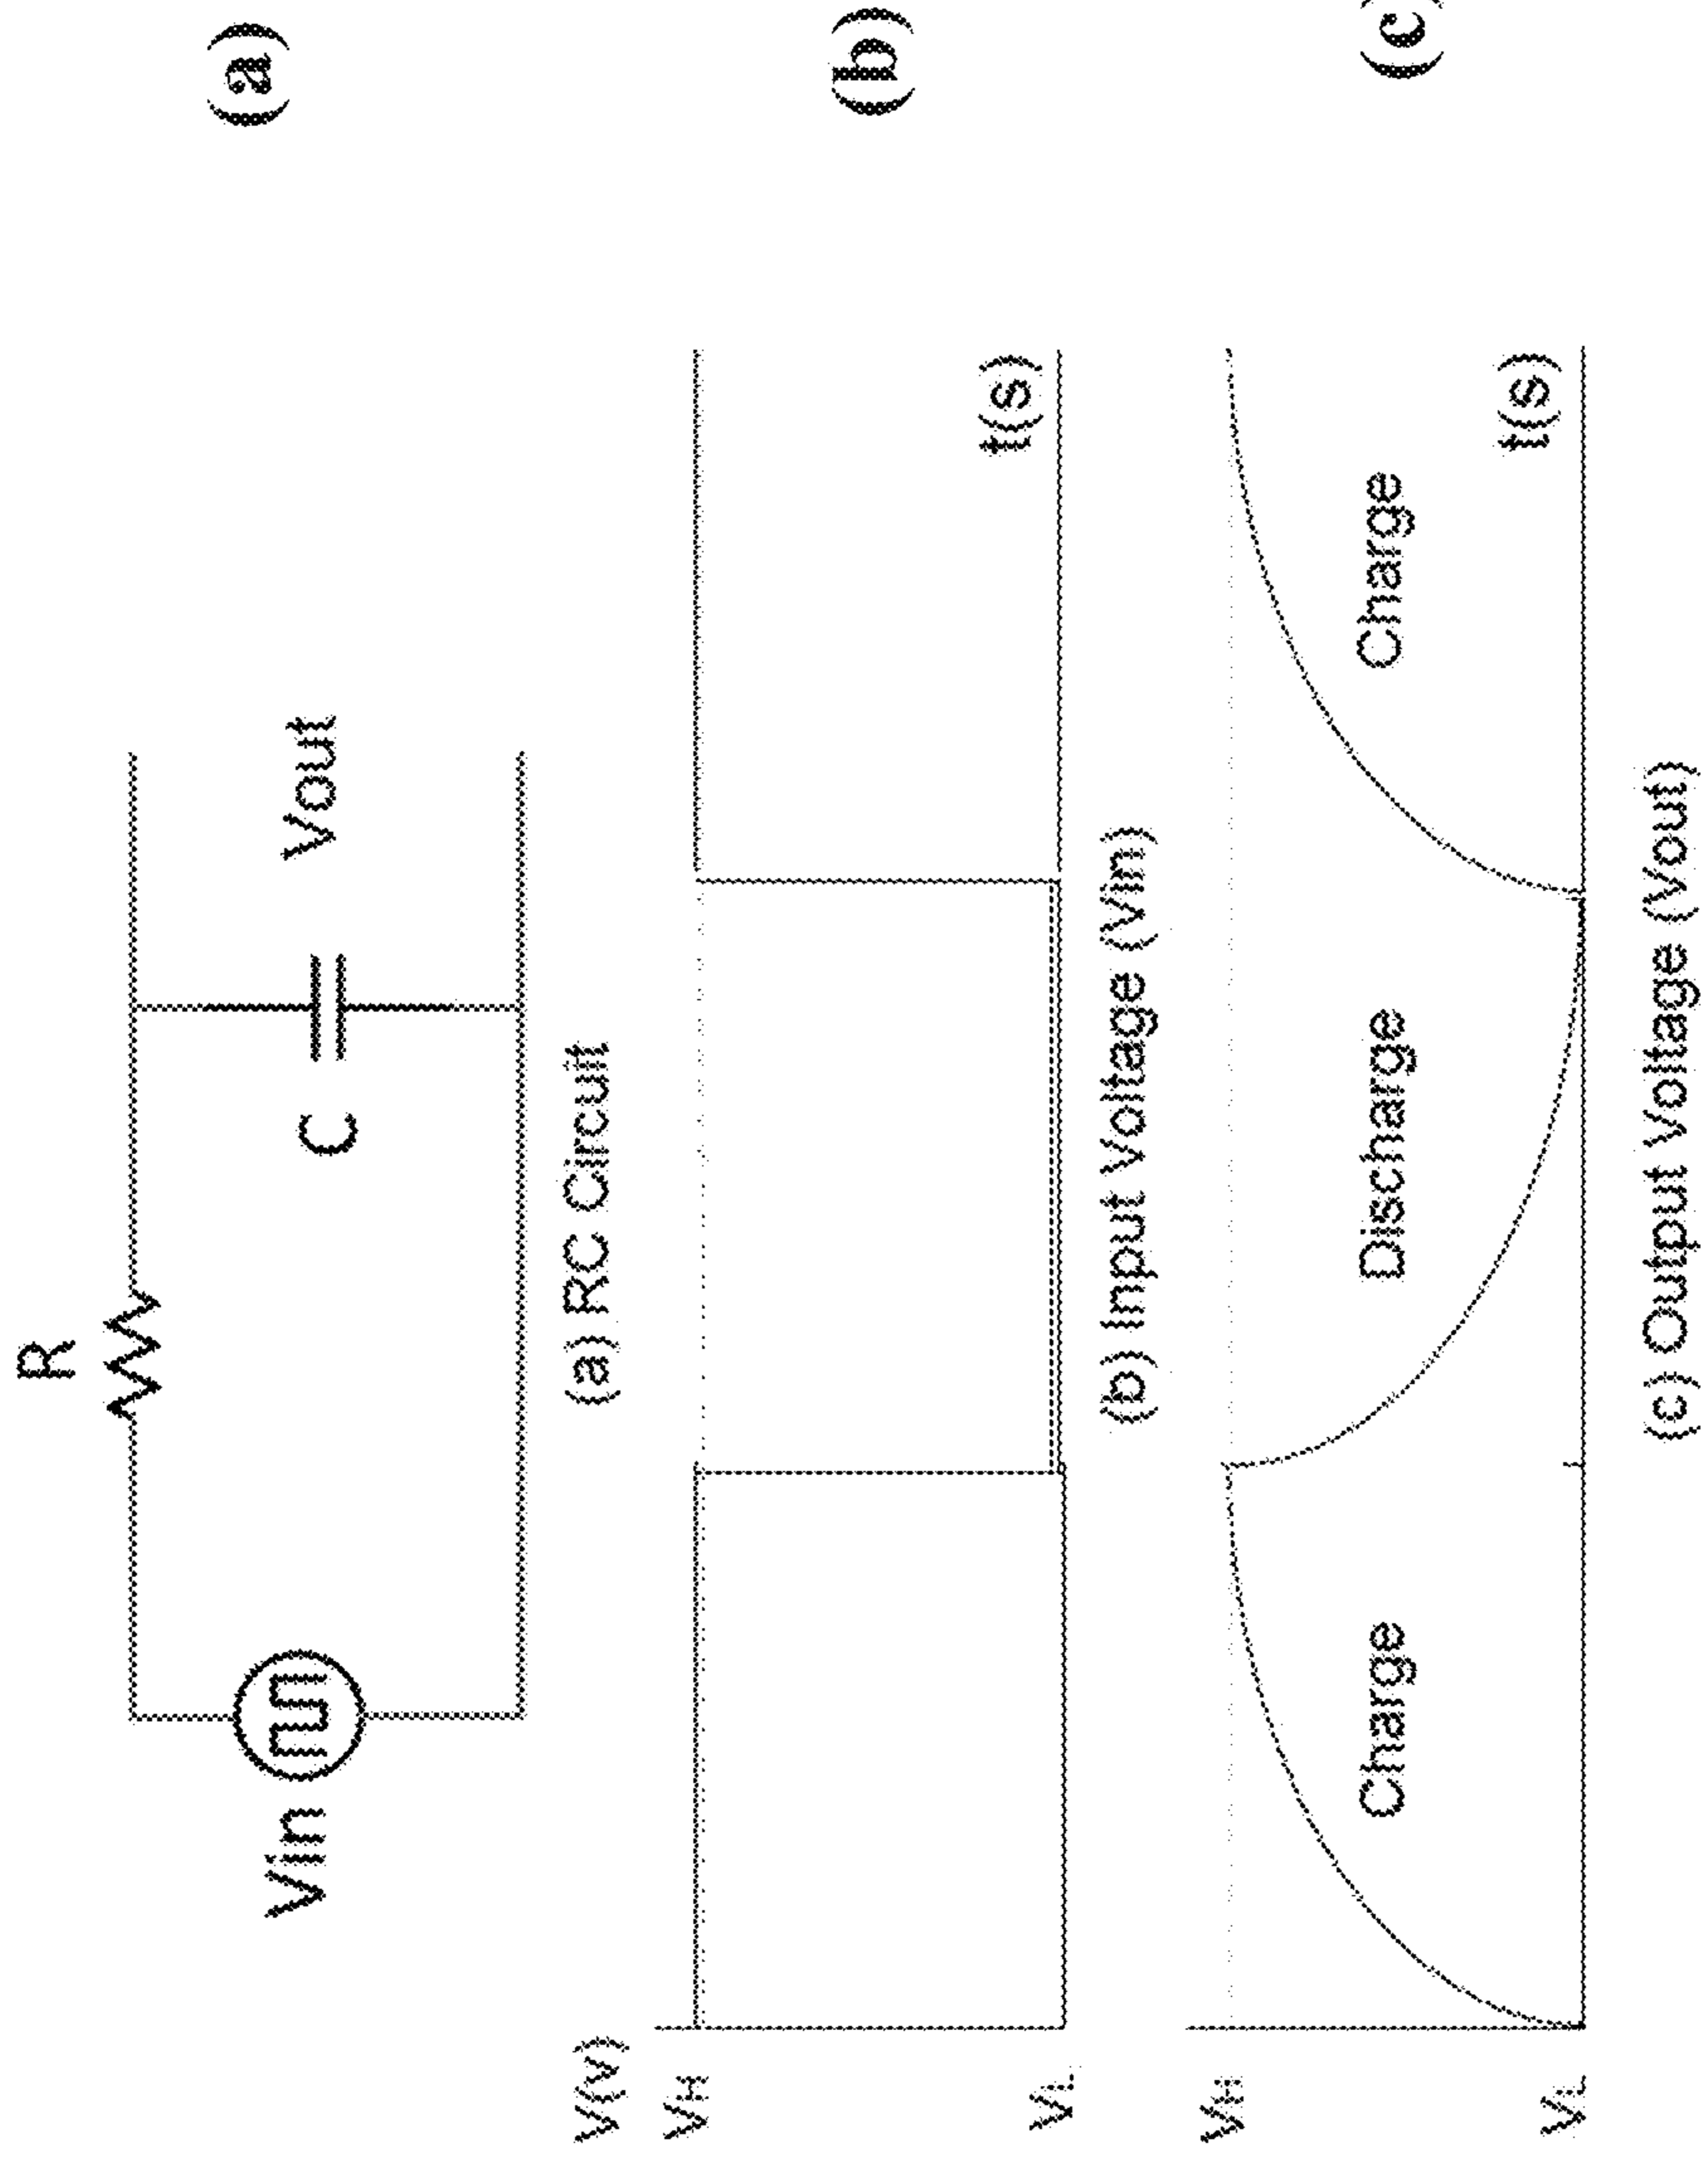 R
Vin
C
Vout
(a) RC Circuit
(a)
V(v)
VH
VL
t(s)
(b) Input Voltage (Vin)
(b)
VH
VL
Charge
Discharge
Charge
t(s)
(c) Output Voltage (Vout)
(c)